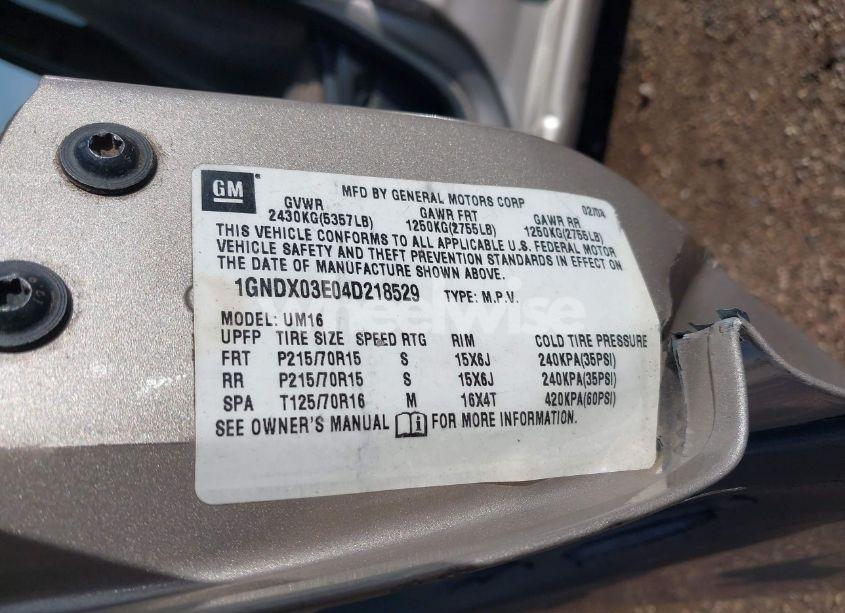 GM
MFD BY GENERAL MOTORS CORP 02/04
GVWR GAWR FRT GAWR RR
2430KG(5357LB) 1250KG(2755LB) 1250KG(2755LB)
THIS VEHICLE CONFORMS TO ALL APPLICABLE U.S. FEDERAL MOTOR
VEHICLE SAFETY AND THEFT PREVENTION STANDARDS IN EFFECT ON
THE DATE OF MANUFACTURE SHOWN ABOVE.
1GNDX03E04D218529 TYPE: M.P.V.
MODEL: UM16
UPFP TIRE SIZE SPEED RTG RIM COLD TIRE PRESSURE
FRT P215/70R15 S 15X6J 240KPA(35PSI)
RR P215/70R15 S 15X6J 240KPA(35PSI)
SPA T125/70R16 M 16X4T 420KPA(60PSI)
SEE OWNER'S MANUAL i FOR MORE INFORMATION.
Wheelwise